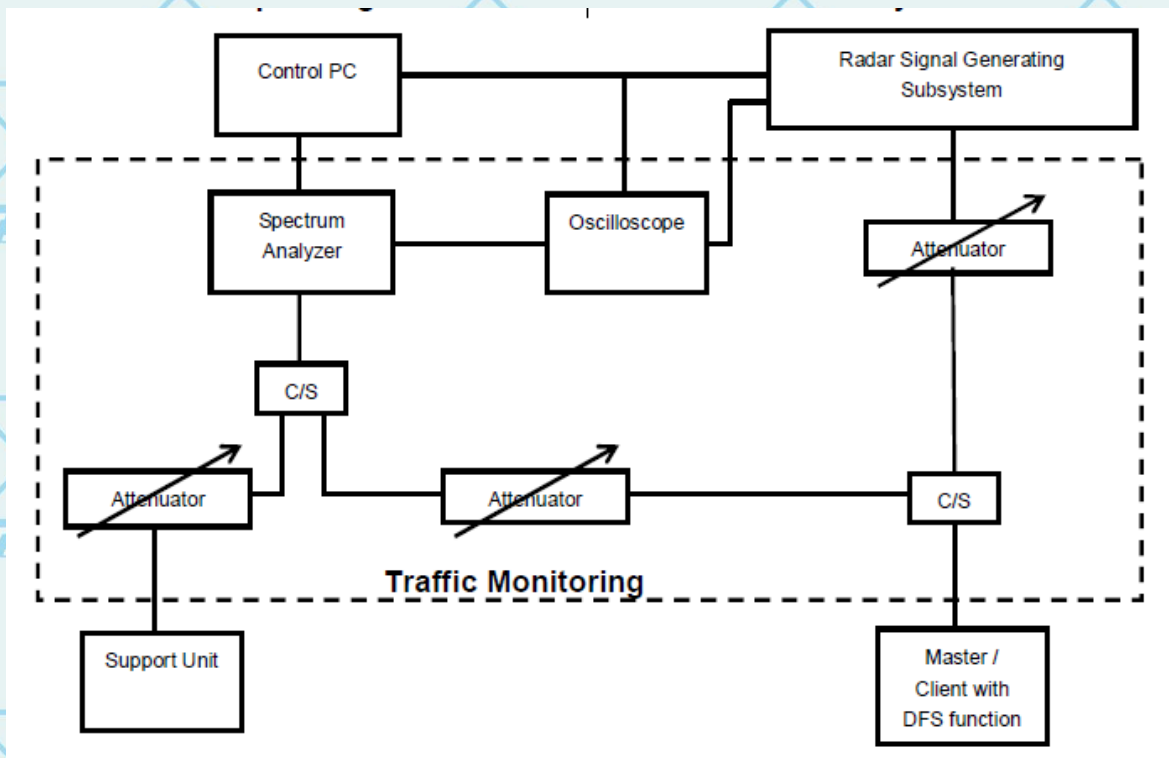 Control PC
Radar Signal Generating
Subsystem
Spectrum
Analyzer
Oscilloscope
Attenuator
C/S
Attenuator
Attenuator
C/S
Traffic Monitoring
Support Unit
Master /
Client with
DFS function